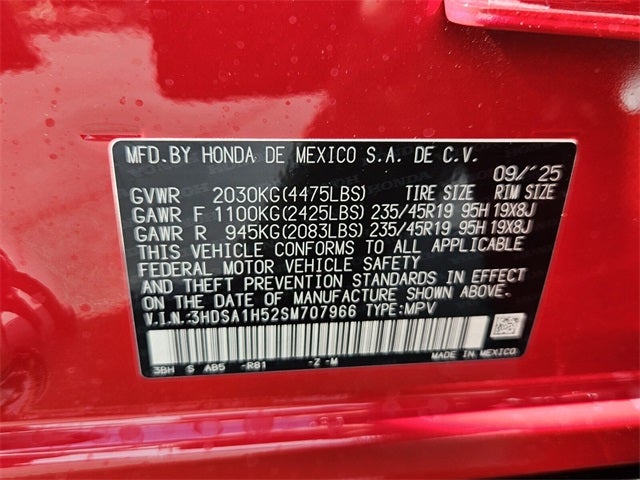 MFD.BY HONDA DE MEXICO S.A. DE C.V.
09/'25
GVWR 2030KG(4475LBS) TIRE SIZE RIM SIZE
GAWR F 1100KG(2425LBS) 235/45R19 95H 19X8J
GAWR R 945KG(2083LBS) 235/45R19 95H 19X8J
THIS VEHICLE CONFORMS TO ALL APPLICABLE
FEDERAL MOTOR VEHICLE SAFETY
AND THEFT PREVENTION STANDARDS IN EFFECT
ON THE DATE OF MANUFACTURE SHOWN ABOVE.
V.I.N.:3HDSA1H52SM707966 TYPE:MPV
3BH S AB5 -R81 -Z -M
MADE IN MEXICO